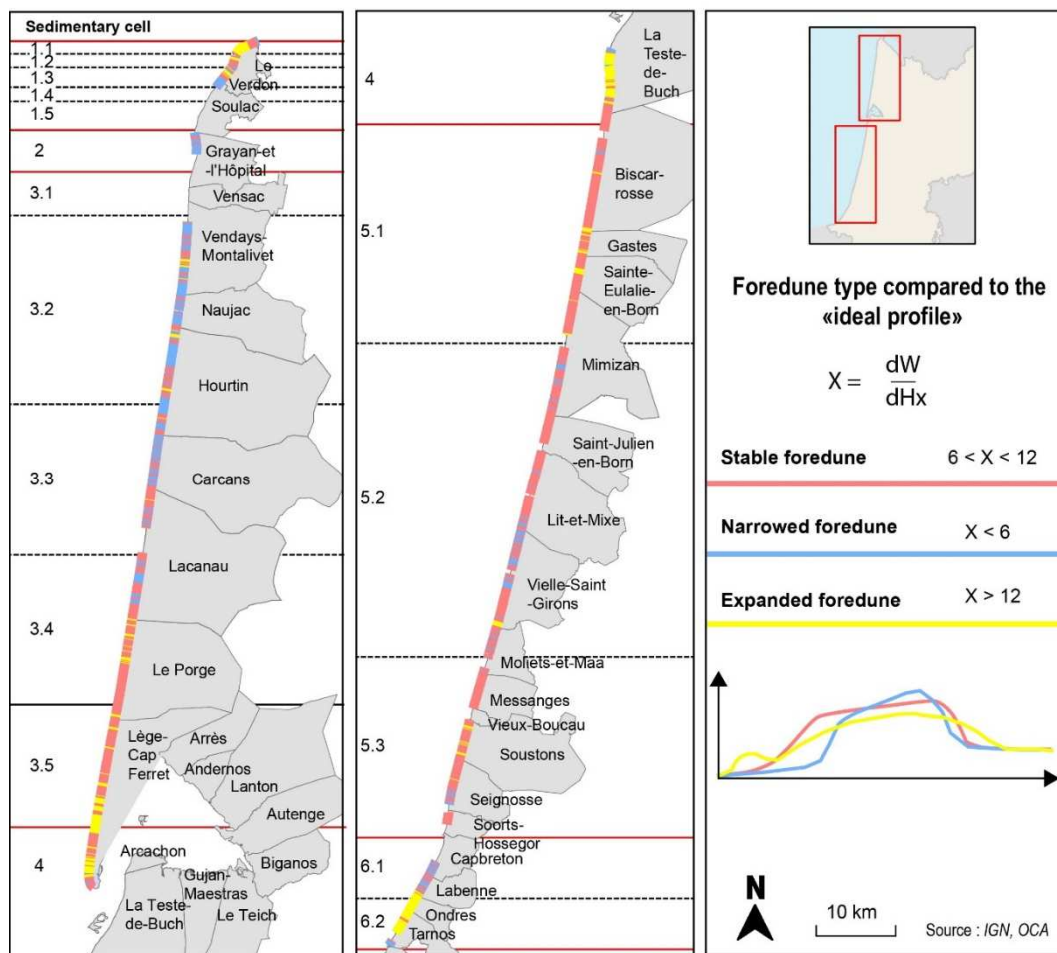 Sedimentary cell
1.1
1.2
1.3
1.4
1.5
2
3.1
3.2
3.3
3.4
3.5
4
Le
Verdon
Soulac
Grayan-et
-l'Hôpital
Vensac
Vendays-
Montalivet
Naujac
Hourtin
Carcans
Lacanau
Le Porge
Lège-
Cap
Ferret
Arrès
Andernos
Lanton
Autenge
Biganos
Arcachon
Gujan-
Maestras
La Teste-
de-Buch
Le Teich
4
5.1
5.2
5.3
6.1
6.2
La
Teste-
de-
Buch
Biscar-
rosse
Gastes
Sainte-
Eulalie-
en-Born
Mimizan
Saint-Julien
-en-Born
Lit-et-Mixe
Vielle-Saint
-Girons
Moliets-et-Maa
Messanges
Vieux-Boucau
Soustons
Seignosse
Soorts-
Hossegor
Capbreton
Labenne
Ondres
Tarnos
Foredune type compared to the
«ideal profile»
X = dW
dHx
Stable foredune 6 < X < 12
Narrowed foredune X < 6
Expanded foredune X > 12
N
10 km
Source : IGN, OCA